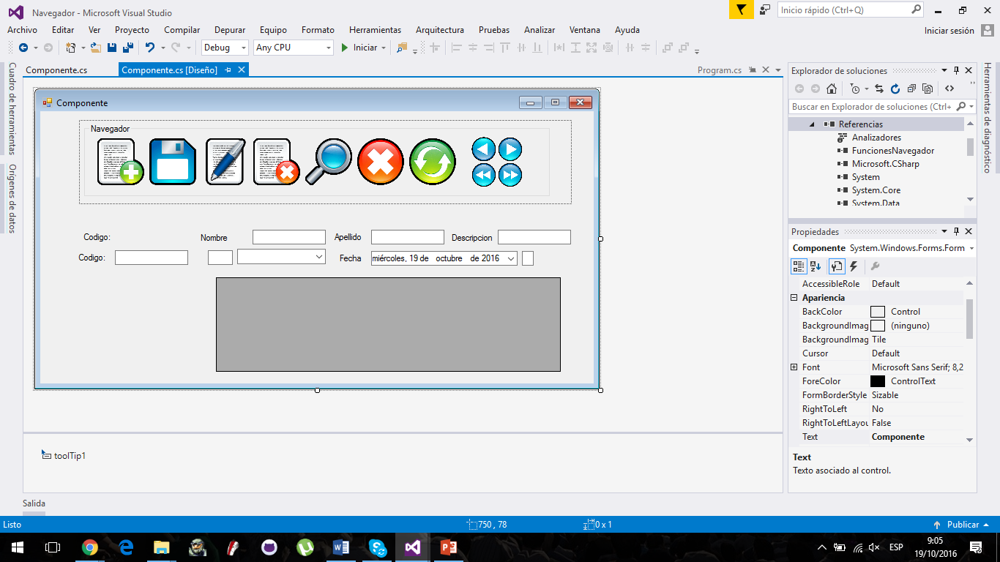 Navegador - Microsoft Visual Studio
Inicio rápido (Ctrl+Q)
Archivo Editar Ver Proyecto Compilar Depurar Equipo Formato Herramientas Arquitectura Pruebas Analizar Ventana Ayuda
Iniciar sesión
Debug Any CPU Iniciar
Cuadro de herramientas
Orígenes de datos
Componente.cs Componente.cs [Diseño] Program.cs
Componente
Navegador
Codigo: Nombre Apellido Descripcion
Codigo: Fecha miércoles, 19 de octubre de 2016
toolTip1
Explorador de soluciones
Buscar en Explorador de soluciones (Ctrl+
Referencias
Analizadores
FuncionesNavegador
Microsoft.CSharp
System
System.Core
System.Data
Propiedades
Componente System.Windows.Forms.Form
AccessibleRole Default
Apariencia
BackColor Control
BackgroundImag (ninguno)
BackgroundImag Tile
Cursor Default
Font Microsoft Sans Serif; 8,2
ForeColor ControlText
FormBorderStyle Sizable
RightToLeft No
RightToLeftLayou False
Text Componente
Text
Texto asociado al control.
Herramientas de diagnóstico
Salida
Listo 750 , 78 0 x 1 Publicar
ESP
9:05
19/10/2016